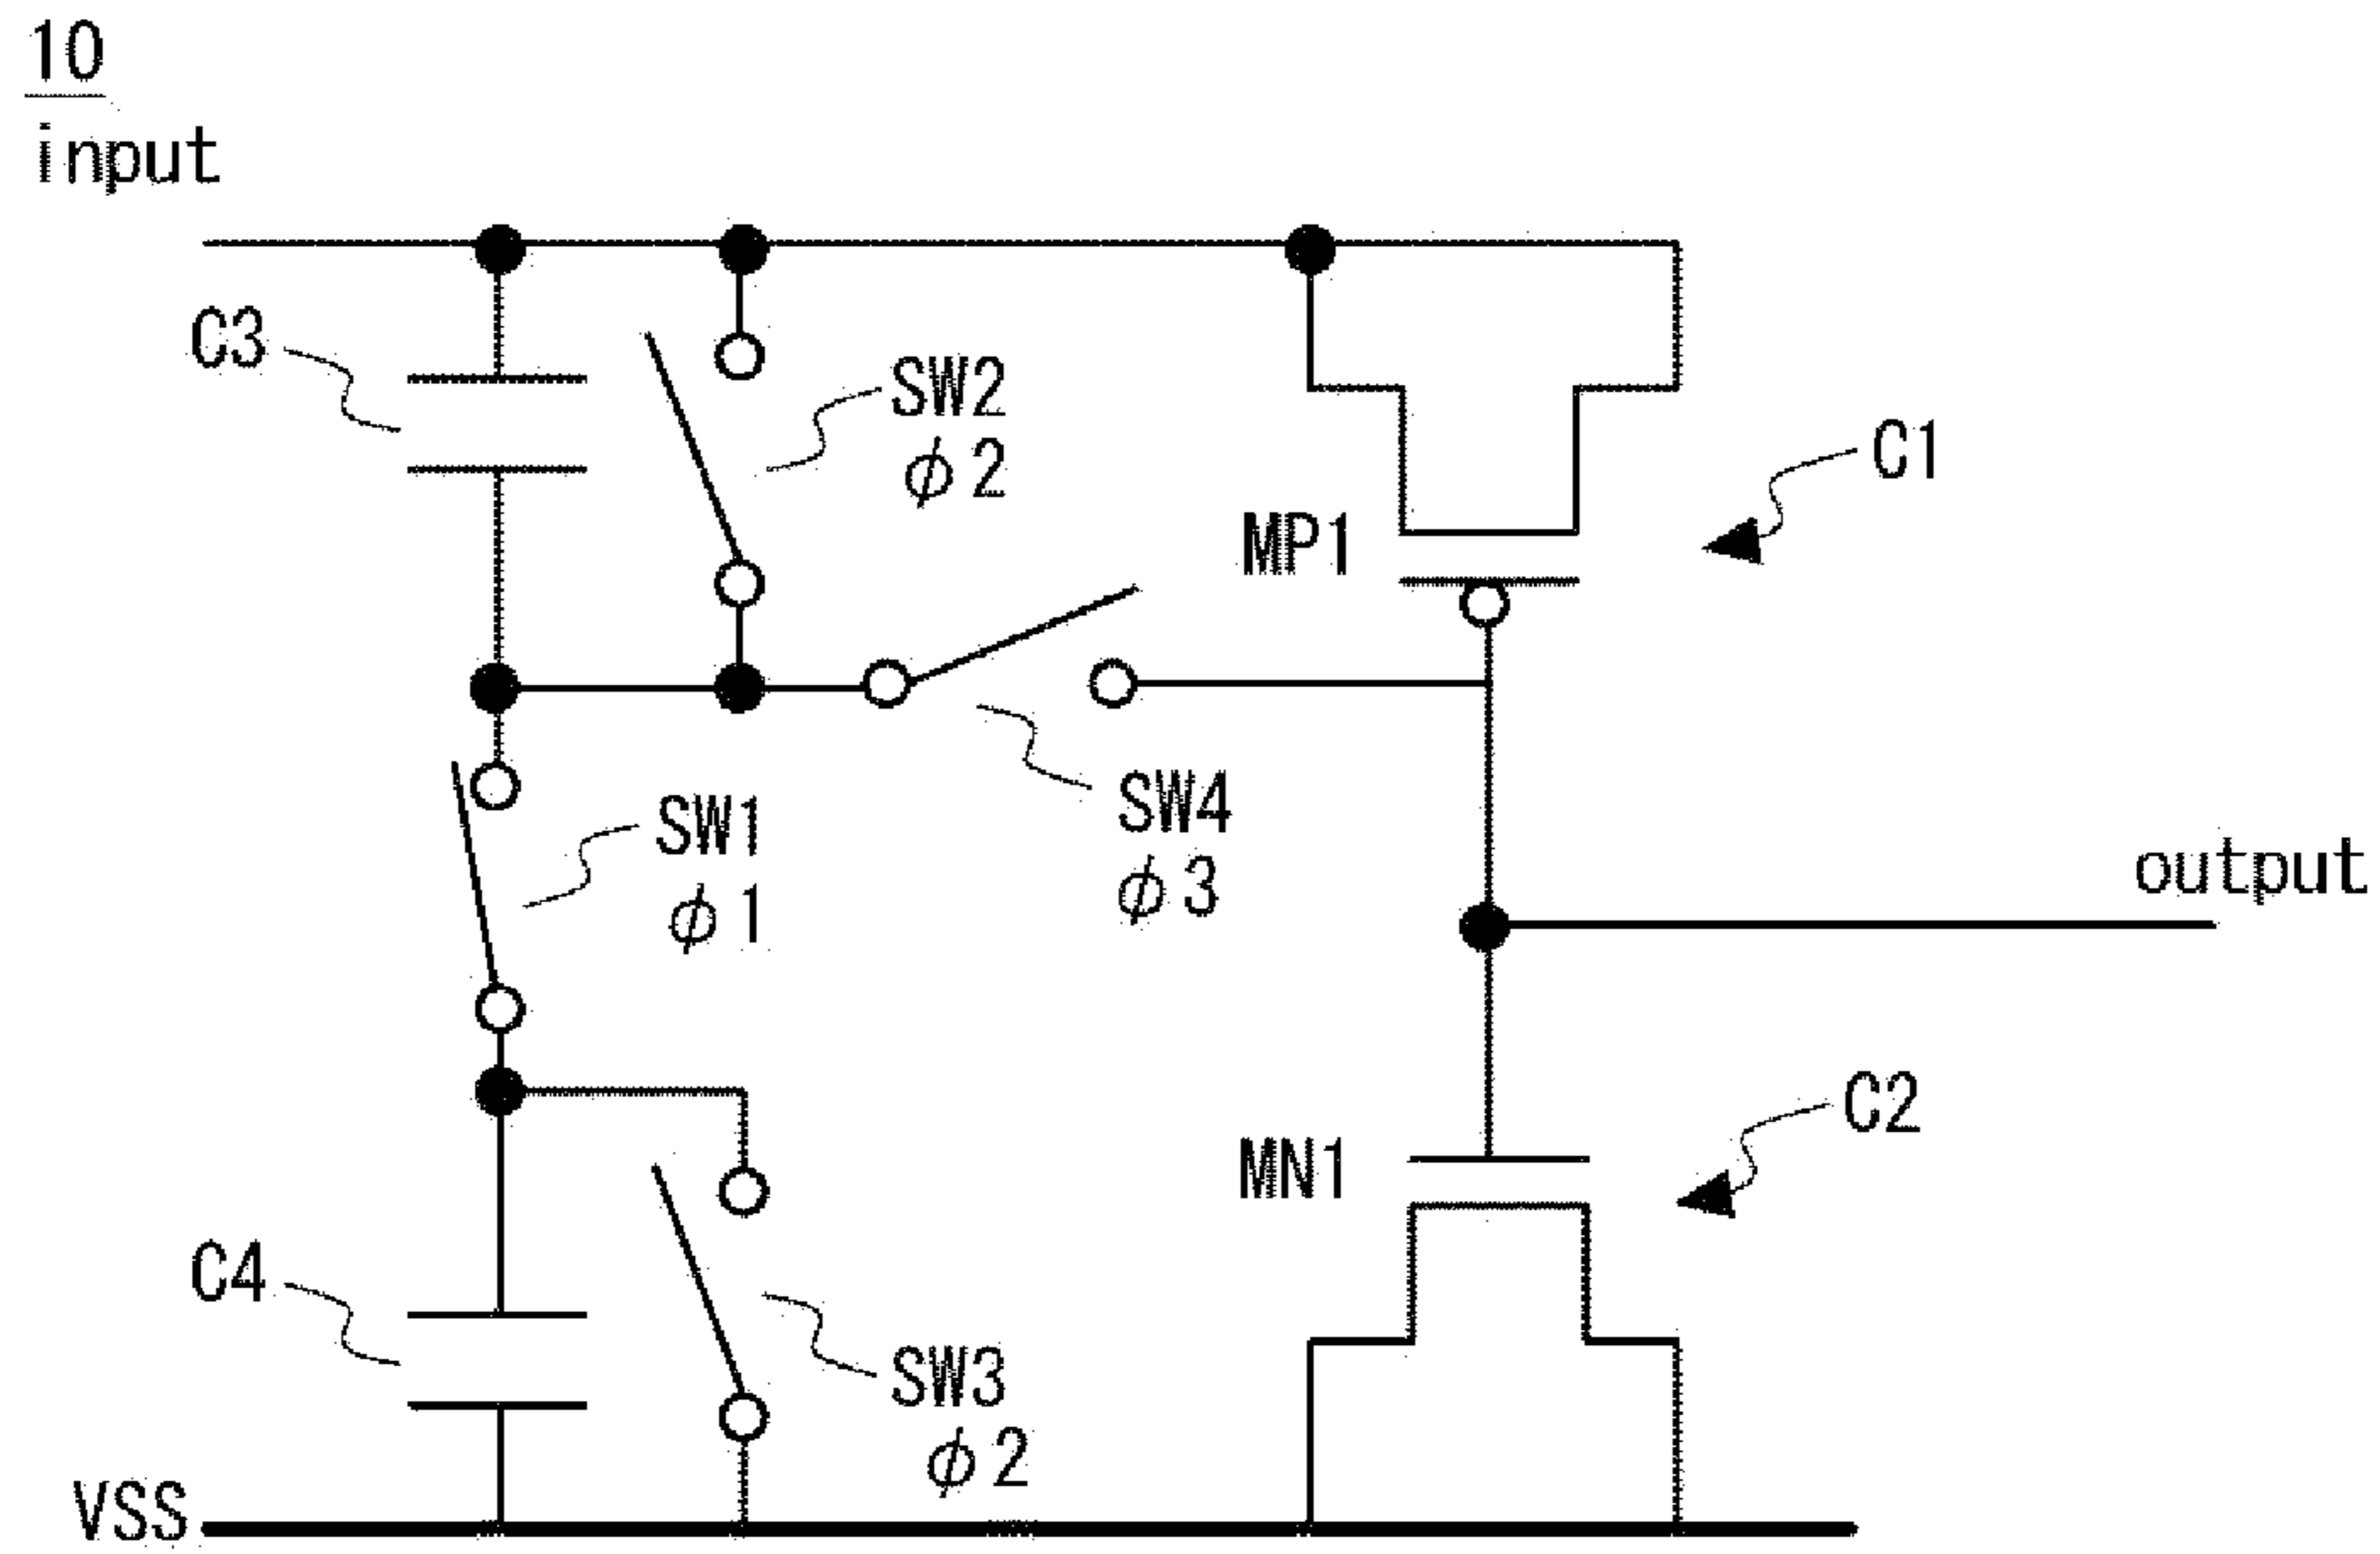 10
input
C3
SW2
φ2
C1
MP1
SW1
φ1
SW4
φ3
output
C2
MN1
C4
SW3
φ2
VSS